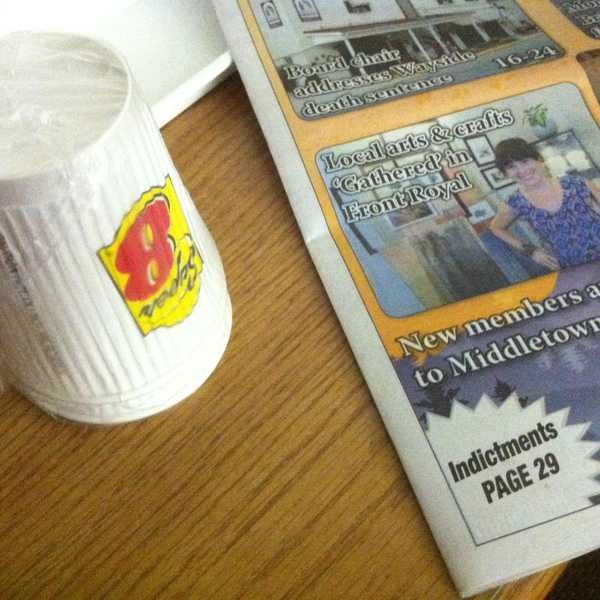 Super
8
Board chair
addresses Wayside
death sentence
16-24
Local arts & crafts
'Gathered' in
Front Royal
New members a
to Middletown
Indictments
PAGE 29